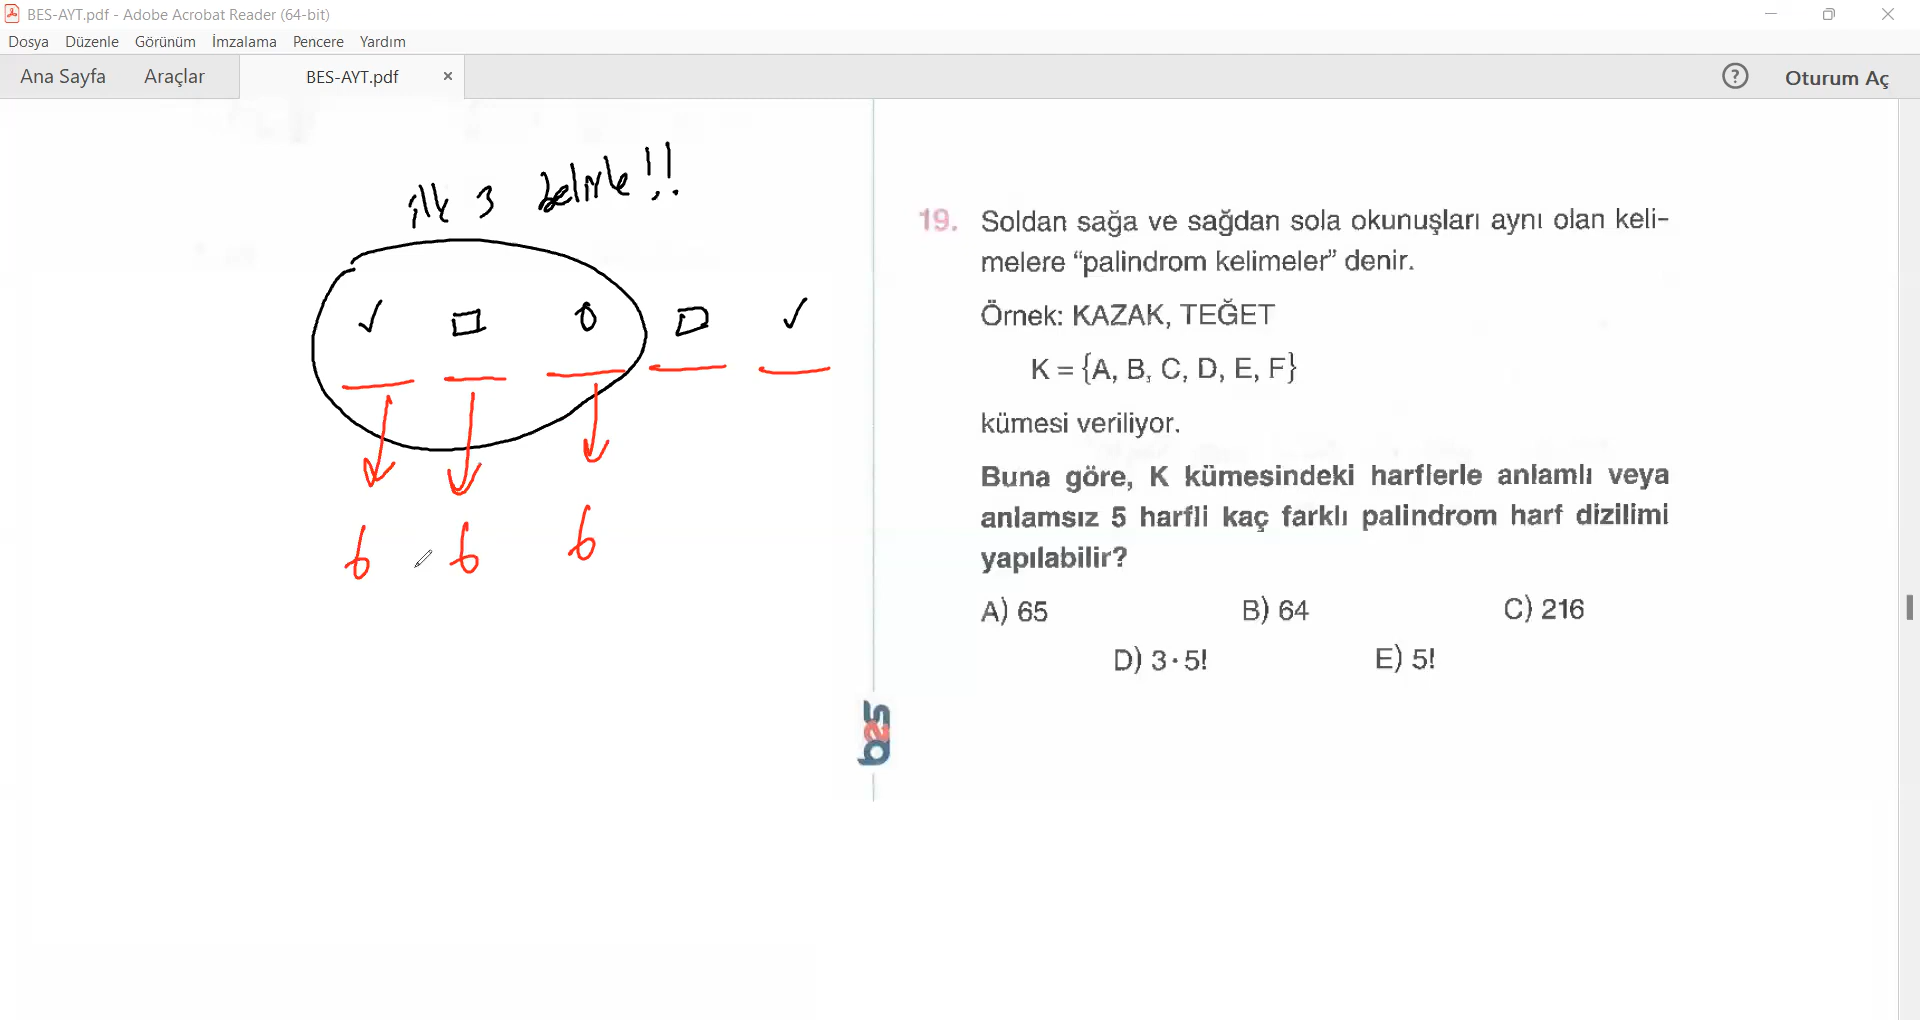 BES-AYT.pdf - Adobe Acrobat Reader (64-bit)
Dosya Düzenle Görünüm İmzalama Pencere Yardım
Ana Sayfa Araçlar BES-AYT.pdf × ? Oturum Aç
ilk 3 belirle!!
6 6 6
19. Soldan sağa ve sağdan sola okunuşları aynı olan keli-
melere “palindrom kelimeler” denir.
Örnek: KAZAK, TEĞET
K = {A, B, C, D, E, F}
kümesi veriliyor.
Buna göre, K kümesindeki harflerle anlamlı veya
anlamsız 5 harfli kaç farklı palindrom harf dizilimi
yapılabilir?
A) 65 B) 64 C) 216
D) 3·5! E) 5!
bes